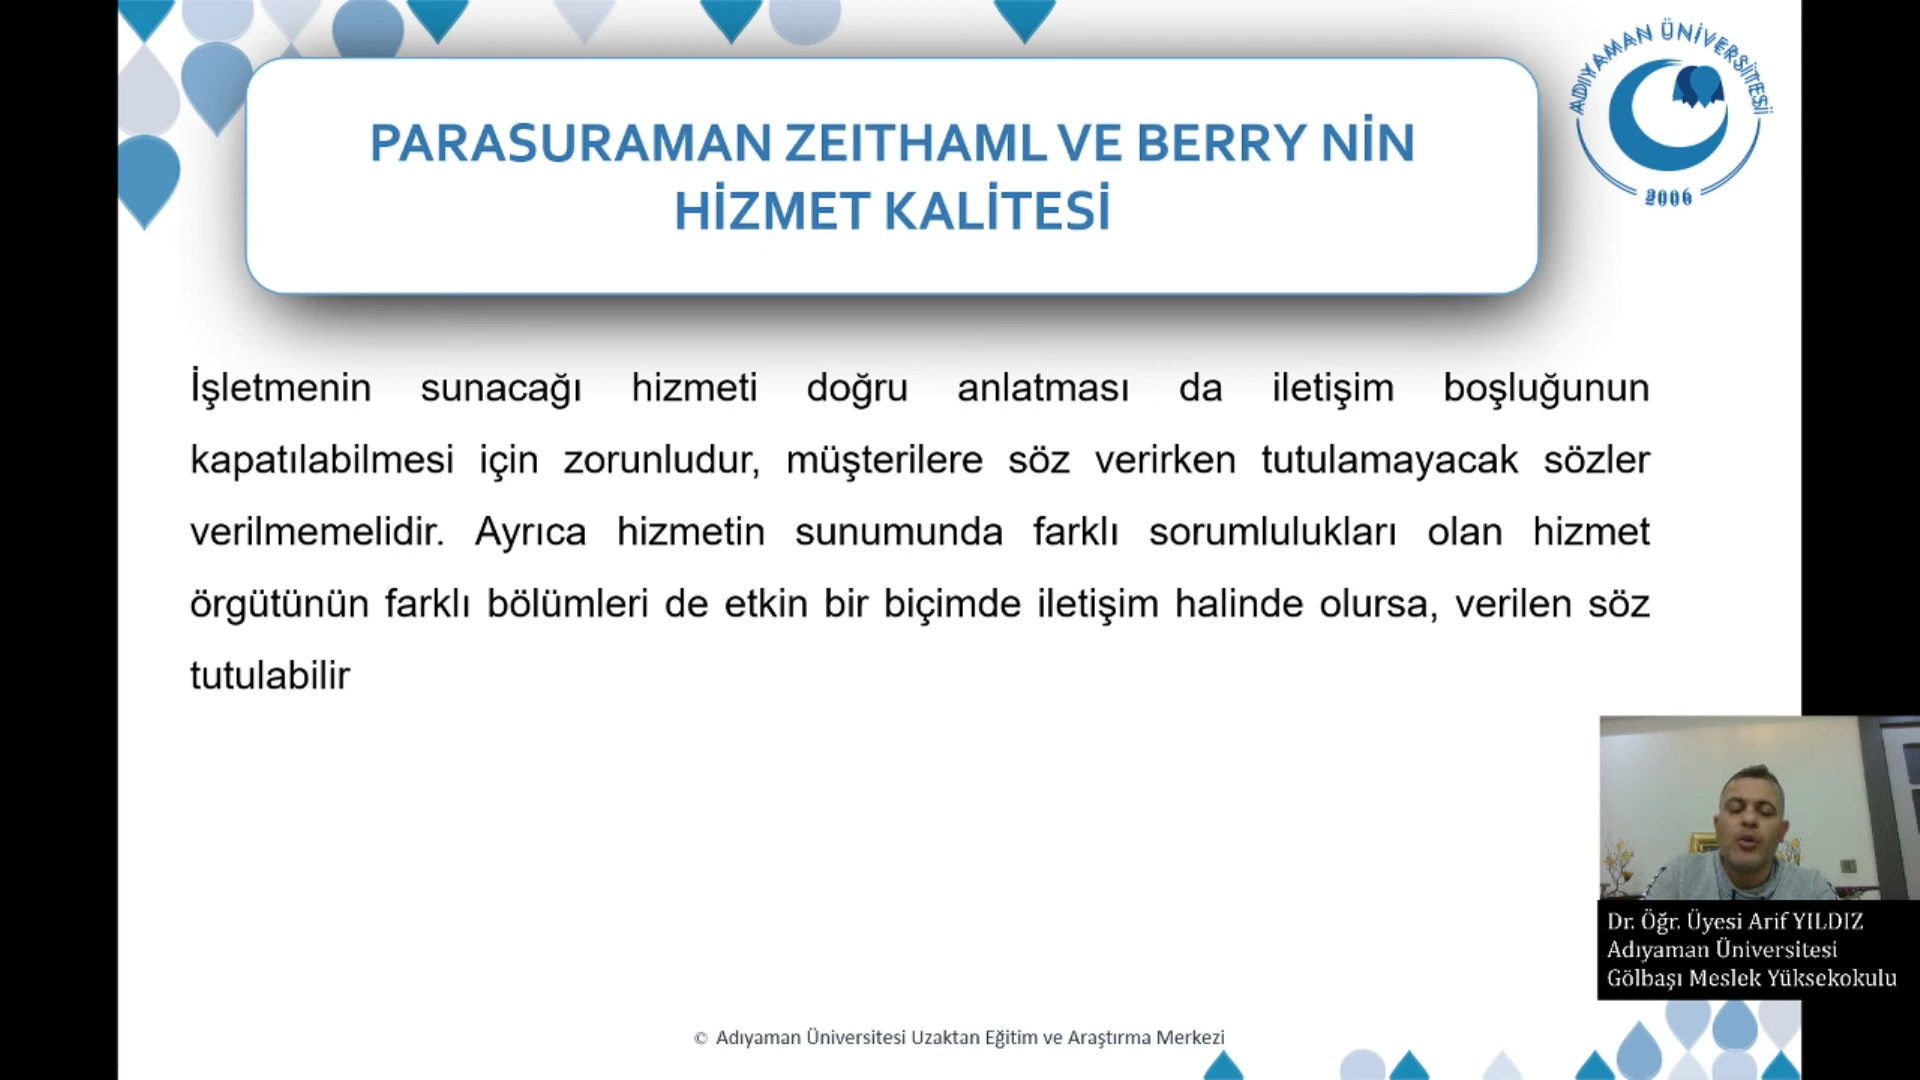 PARASURAMAN ZEITHAML VE BERRY NİN
HİZMET KALİTESİ
ADIYAMAN ÜNİVERSİTESİ
2006
İşletmenin sunacağı hizmeti doğru anlatması da iletişim boşluğunun
kapatılabilmesi için zorunludur, müşterilere söz verirken tutulamayacak sözler
verilmemelidir. Ayrıca hizmetin sunumunda farklı sorumlulukları olan hizmet
örgütünün farklı bölümleri de etkin bir biçimde iletişim halinde olursa, verilen söz
tutulabilir
Dr. Öğr. Üyesi Arif YILDIZ
Adıyaman Üniversitesi
Gölbaşı Meslek Yüksekokulu
© Adıyaman Üniversitesi Uzaktan Eğitim ve Araştırma Merkezi